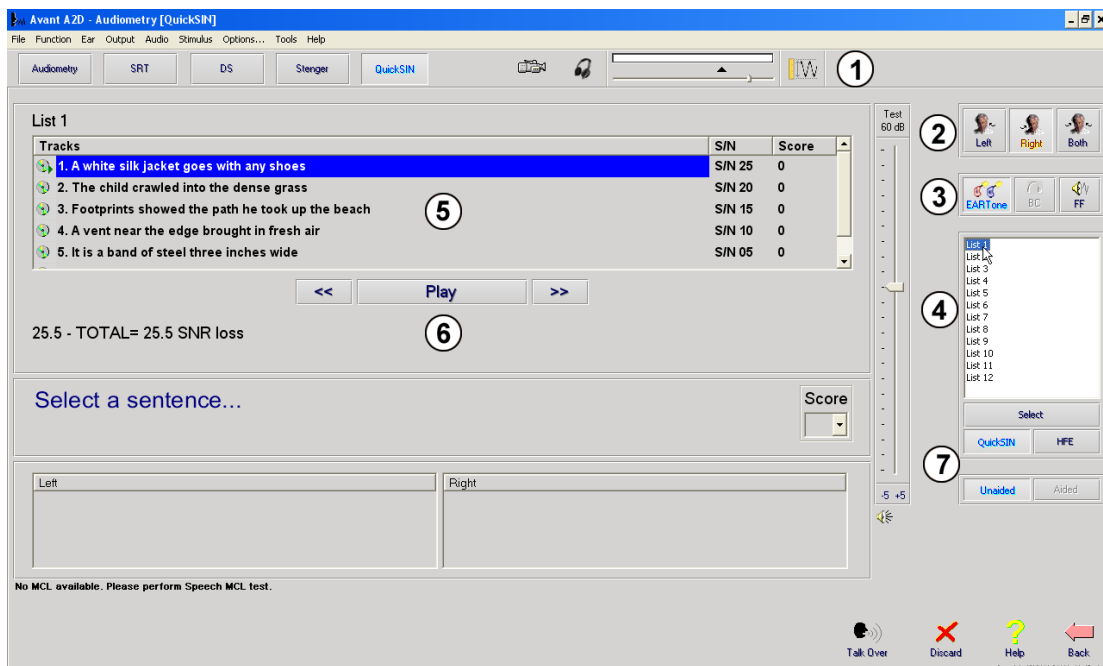 Avant A2D - Audiometry [QuickSIN]
File Function Ear Output Audio Stimulus Options... Tools Help
Audiometry SRT DS Stenger QuickSIN
1
List 1
Tracks S/N Score
1. A white silk jacket goes with any shoes S/N 25 0
2. The child crawled into the dense grass S/N 20 0
3. Footprints showed the path he took up the beach S/N 15 0
4. A vent near the edge brought in fresh air S/N 10 0
5. It is a band of steel three inches wide S/N 05 0
5
<< Play >>
25.5 - TOTAL= 25.5 SNR loss
6
Select a sentence...
Score
Left Right
No MCL available. Please perform Speech MCL test.
Test
60 dB
-5 +5
2
Left Right Both
3
EARTone BC FF
4
List 1
List
List 3
List 4
List 5
List 6
List 7
List 8
List 9
List 10
List 11
List 12
Select
QuickSIN HFE
7
Unaided Aided
Talk Over Discard Help Back